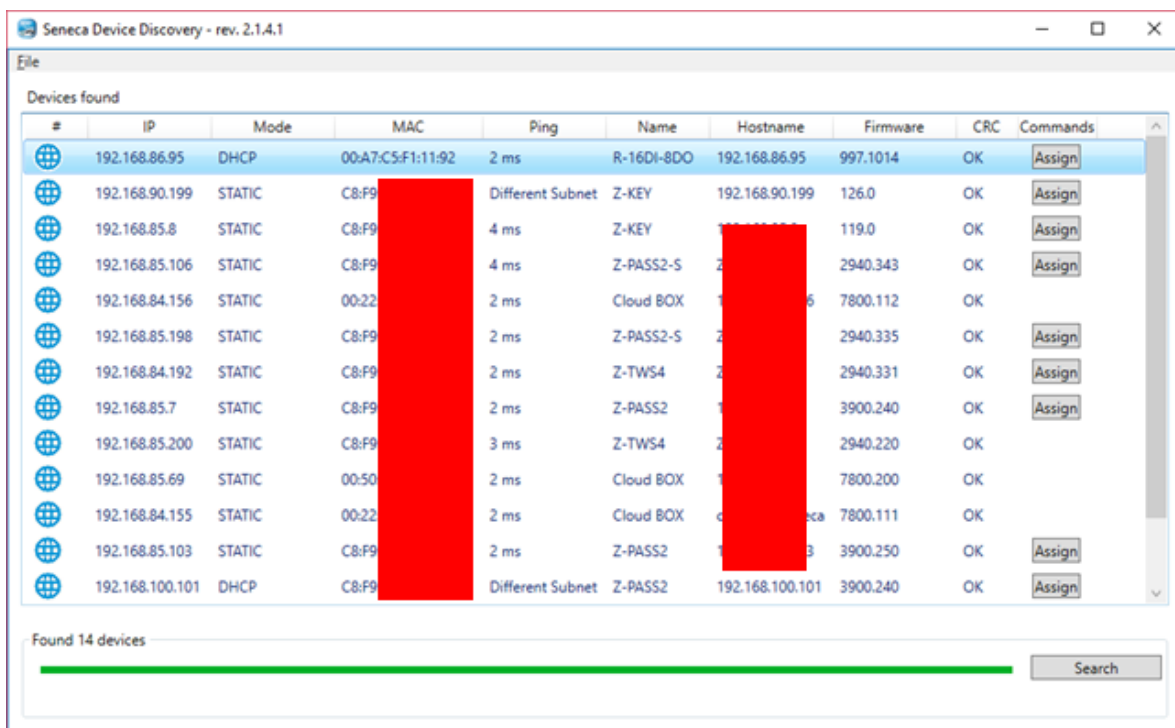 Seneca Device Discovery - rev. 2.1.4.1
File
Devices found
# IP Mode MAC Ping Name Hostname Firmware CRC Commands
192.168.86.95 DHCP 00:A7:C5:F1:11:92 2 ms R-16DI-8DO 192.168.86.95 997.1014 OK Assign
192.168.90.199 STATIC C8:F9 Different Subnet Z-KEY 192.168.90.199 126.0 OK Assign
192.168.85.8 STATIC C8:F9 4 ms Z-KEY 119.0 OK Assign
192.168.85.106 STATIC C8:F9 4 ms Z-PASS2-S Z 2940.343 OK Assign
192.168.84.156 STATIC 00:22: 2 ms Cloud BOX 1 6 7800.112 OK
192.168.85.198 STATIC C8:F9 2 ms Z-PASS2-S Z 2940.335 OK Assign
192.168.84.192 STATIC C8:F9 2 ms Z-TWS4 Z 2940.331 OK Assign
192.168.85.7 STATIC C8:F9 2 ms Z-PASS2 1 3900.240 OK Assign
192.168.85.200 STATIC C8:F9 3 ms Z-TWS4 Z 2940.220 OK
192.168.85.69 STATIC 00:50: 2 ms Cloud BOX 1 7800.200 OK
192.168.84.155 STATIC 00:22: 2 ms Cloud BOX c eca 7800.111 OK
192.168.85.103 STATIC C8:F9 2 ms Z-PASS2 1 3 3900.250 OK Assign
192.168.100.101 DHCP C8:F9 Different Subnet Z-PASS2 192.168.100.101 3900.240 OK Assign
Found 14 devices
Search